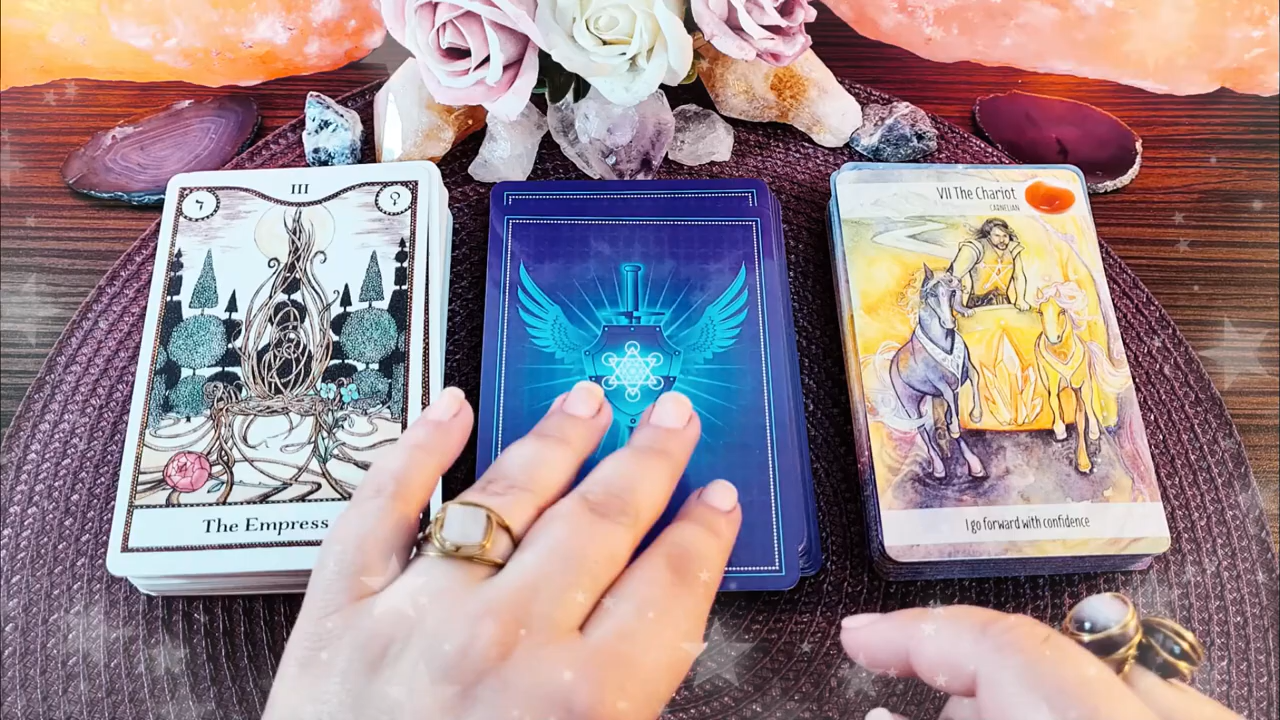 III
The Empress
VII The Chariot
CARNELIAN
I go forward with confidence